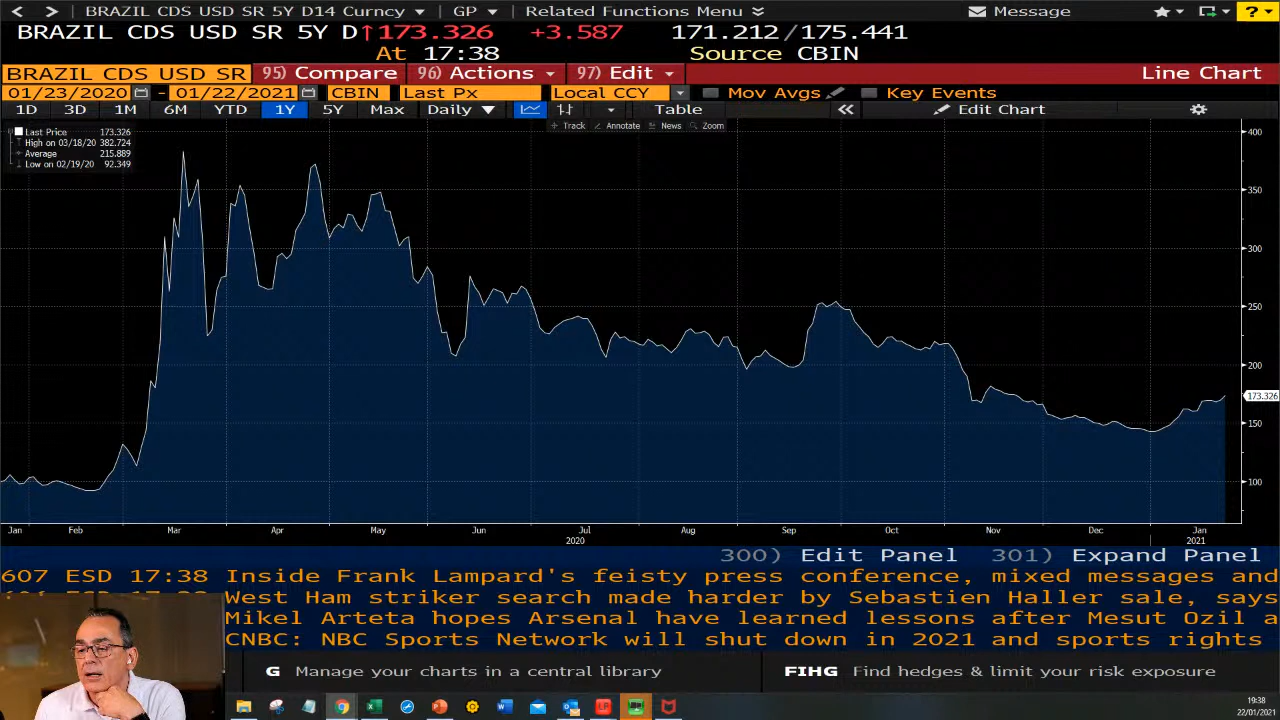 BRAZIL CDS USD SR 5Y D14 Curncy GP Related Functions Menu Message
BRAZIL CDS USD SR 5Y D↑173.326 +3.587 171.212/175.441
At 17:38 Source CBIN
BRAZIL CDS USD SR 95) Compare 96) Actions 97) Edit Line Chart
01/23/2020 - 01/22/2021 CBIN Last Px Local CCY Mov Avgs Key Events
1D 3D 1M 6M YTD 1Y 5Y Max Daily Table Edit Chart
Track Annotate News Zoom
Last Price 173.326
High on 03/18/20 382.724
Average 215.889
Low on 02/19/20 92.349
400
350
300
250
200
173.326
150
100
Jan Feb Mar Apr May Jun Jul Aug Sep Oct Nov Dec Jan
2020 2021
300) Edit Panel 301) Expand Panel
607 ESD 17:38 Inside Frank Lampard's feisty press conference, mixed messages and
West Ham striker search made harder by Sebastien Haller sale, says
Mikel Arteta hopes Arsenal have learned lessons after Mesut Ozil a
CNBC: NBC Sports Network will shut down in 2021 and sports rights
G Manage your charts in a central library FIHG Find hedges & limit your risk exposure
19:38
22/01/2021